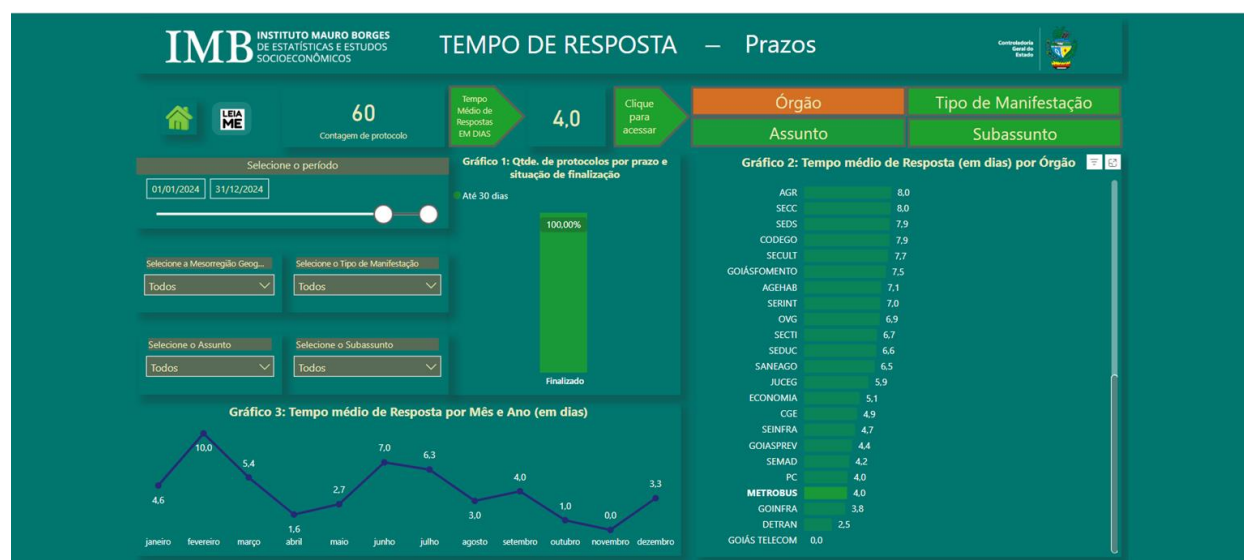 IMB
INSTITUTO MAURO BORGES
DE ESTATÍSTICAS E ESTUDOS
SOCIOECONÔMICOS
TEMPO DE RESPOSTA – Prazos
Controladoria
Geral do
Estado
LEIA
ME
60
Contagem de protocolo
Tempo
Médio de
Respostas
EM DIAS
4,0
Clique
para
acessar
Órgão
Tipo de Manifestação
Assunto
Subassunto
Selecione o período
01/01/2024
31/12/2024
Selecione a Mesorregião Geog...
Todos
Selecione o Tipo de Manifestação
Todos
Selecione o Assunto
Todos
Selecione o Subassunto
Todos
Gráfico 1: Qtde. de protocolos por prazo e
situação de finalização
Até 30 dias
100,00%
Finalizado
Gráfico 2: Tempo médio de Resposta (em dias) por Órgão
AGR 8,0
SECC 8,0
SEDS 7,9
CODEGO 7,9
SECULT 7,7
GOIÁSFOMENTO 7,5
AGEHAB 7,1
SERINT 7,0
OVG 6,9
SECTI 6,7
SEDUC 6,6
SANEAGO 6,5
JUCEG 5,9
ECONOMIA 5,1
CGE 4,9
SEINFRA 4,7
GOIASPREV 4,4
SEMAD 4,2
PC 4,0
METROBUS 4,0
GOINFRA 3,8
DETRAN 2,5
GOIÁS TELECOM 0,0
Gráfico 3: Tempo médio de Resposta por Mês e Ano (em dias)
4,6 10,0 5,4 1,6 2,7 7,0 6,3 3,0 4,0 1,0 0,0 3,3
janeiro fevereiro março abril maio junho julho agosto setembro outubro novembro dezembro